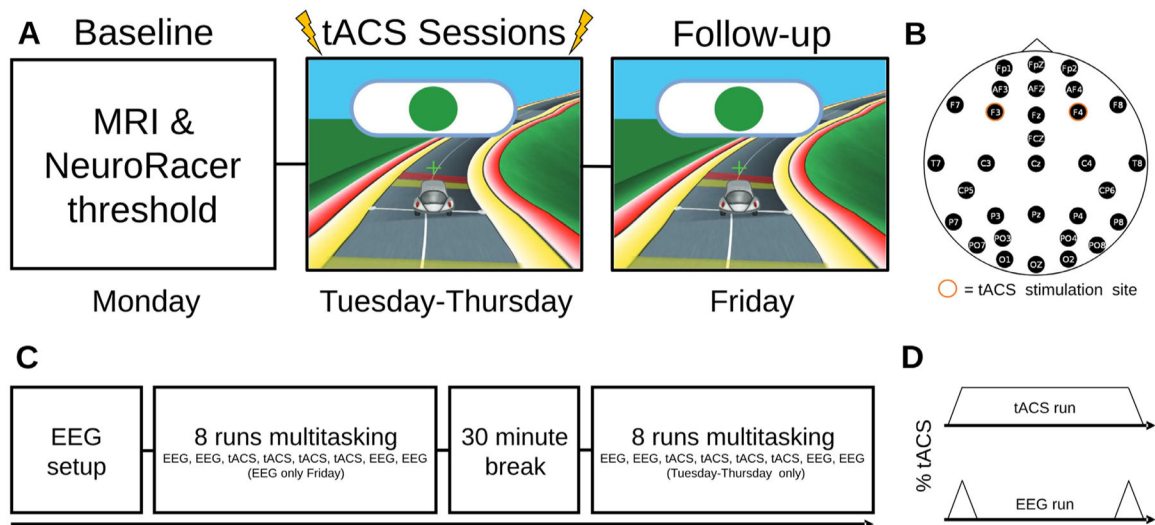 A
Baseline
tACS Sessions
Follow-up
MRI &
NeuroRacer
threshold
Monday
Tuesday-Thursday
Friday
B
Fp1 FpZ Fp2
AF3 AFZ AF4
F7 F3 Fz F4 F8
FCZ
T7 C3 Cz C4 T8
CP5 CP6
P7 P3 Pz P4 P8
PO7 PO3 PO4 PO8
O1 OZ O2
= tACS stimulation site
C
EEG
setup
8 runs multitasking
EEG, EEG, tACS, tACS, tACS, tACS, EEG, EEG
(EEG only Friday)
30 minute
break
8 runs multitasking
EEG, EEG, tACS, tACS, tACS, tACS, EEG, EEG
(Tuesday-Thursday only)
D
% tACS
tACS run
EEG run